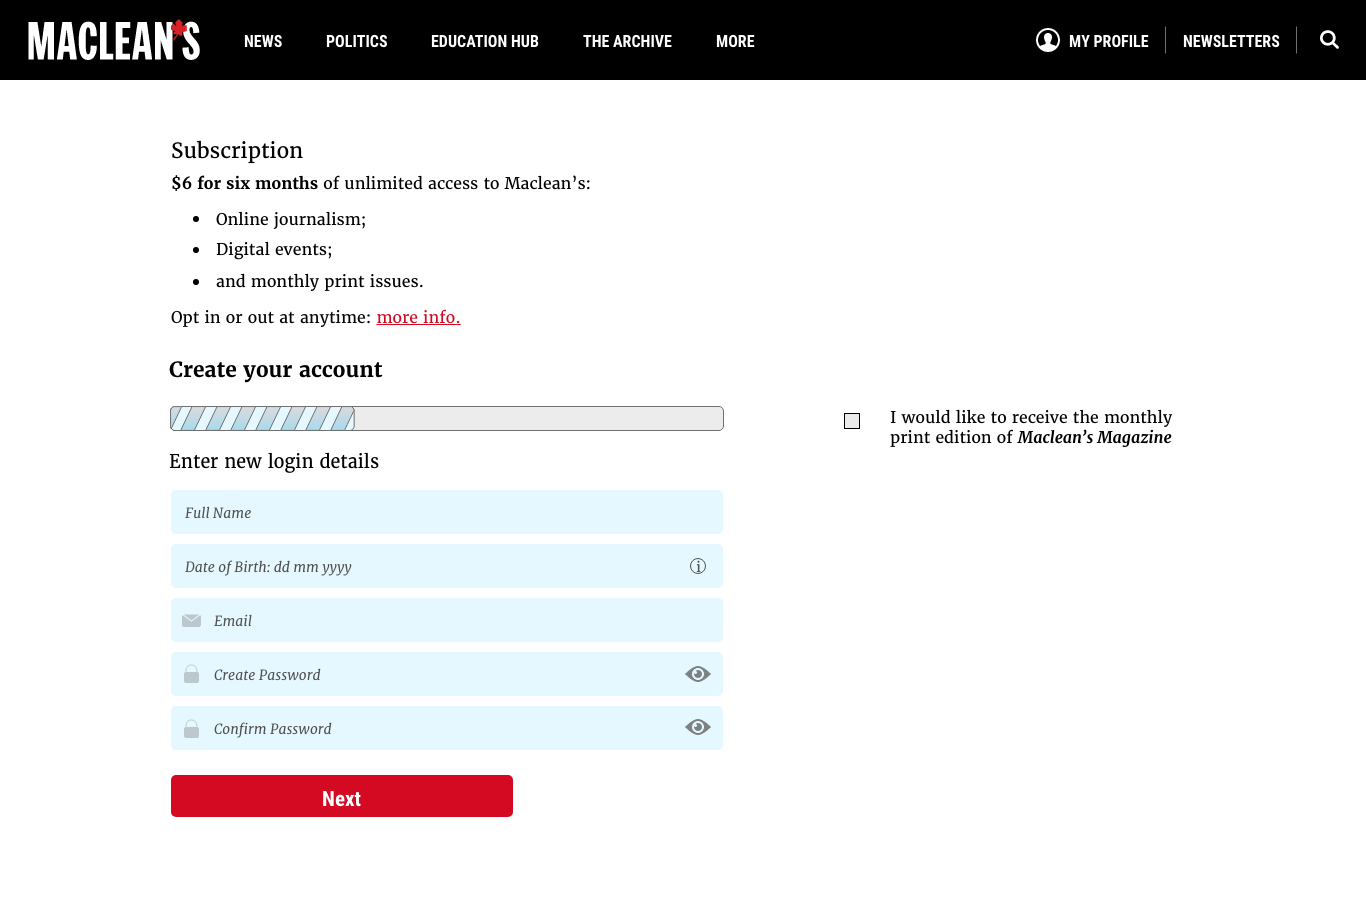 MACLEAN'S NEWS POLITICS EDUCATION HUB THE ARCHIVE MORE MY PROFILE NEWSLETTERS
Subscription
$6 for six months of unlimited access to Maclean’s:
• Online journalism;
• Digital events;
• and monthly print issues.
Opt in or out at anytime: more info.
Create your account
I would like to receive the monthly
print edition of Maclean’s Magazine
Enter new login details
Full Name
Date of Birth: dd mm yyyy
Email
Create Password
Confirm Password
Next